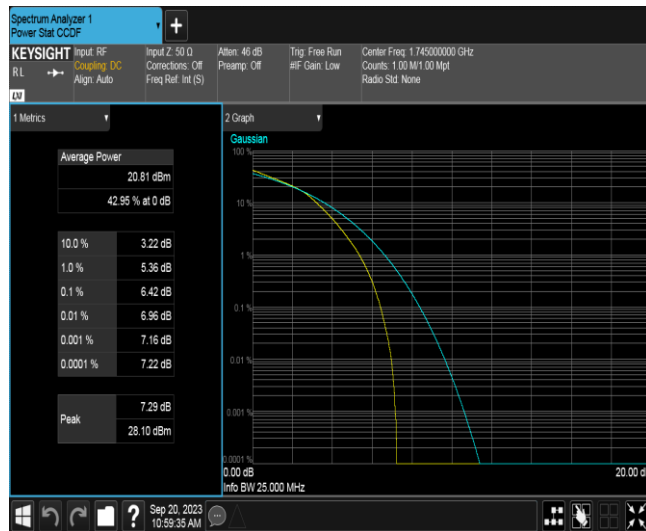 Spectrum Analyzer 1
Power Stat CCDF
+
KEYSIGHT
RL
LXI
Input: RF
Coupling: DC
Align: Auto
Input Z: 50 Ω
Corrections: Off
Freq Ref: Int (S)
Atten: 46 dB
Preamp: Off
Trig: Free Run
#IF Gain: Low
Center Freq: 1.745000000 GHz
Counts: 1.00 M/1.00 Mpt
Radio Std: None
1 Metrics
Average Power
20.81 dBm
42.95 % at 0 dB
10.0 % 3.22 dB
1.0 % 5.36 dB
0.1 % 6.42 dB
0.01 % 6.96 dB
0.001 % 7.16 dB
0.0001 % 7.22 dB
Peak
7.29 dB
28.10 dBm
2 Graph
Gaussian
100 %
10 %
1 %
0.1 %
0.01 %
0.001 %
0.0001 %
0.00 dB
20.00 d
Info BW 25.000 MHz
?
Sep 20, 2023
10:59:35 AM